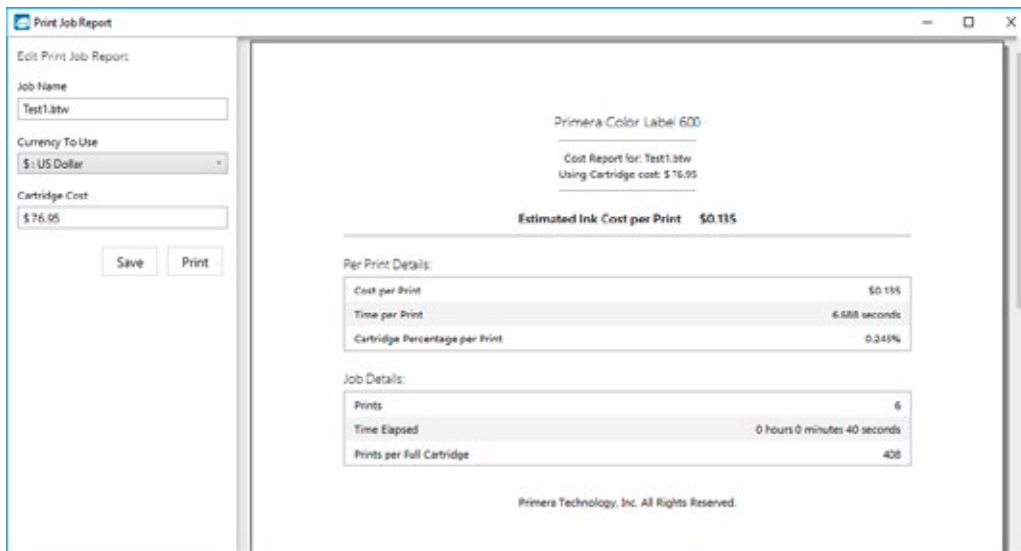 Print Job Report
Edit Print Job Report
Job Name
Test1.btw
Currency To Use
$ : US Dollar
Cartridge Cost
$76.95
Save Print
Primera Color Label 600
Cost Report for: Test1.btw
Using Cartridge cost: $76.95
Estimated Ink Cost per Print $0.135
Per Print Details:
Cost per Print $0.135
Time per Print 6.688 seconds
Cartridge Percentage per Print 0.245%
Job Details:
Prints 6
Time Elapsed 0 hours 0 minutes 40 seconds
Prints per Full Cartridge 408
Primera Technology, Inc. All Rights Reserved.